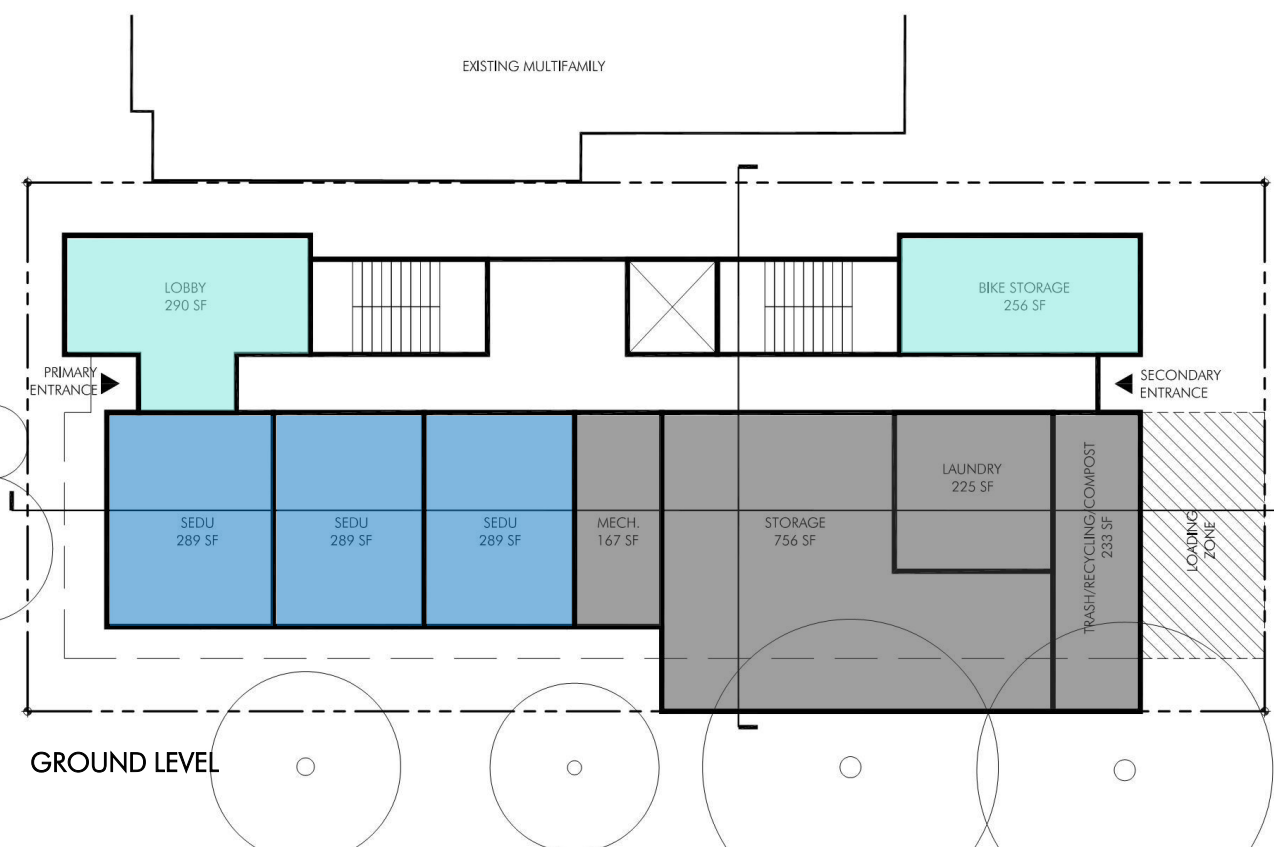 EXISTING MULTIFAMILY
LOBBY
290 SF
BIKE STORAGE
256 SF
PRIMARY
ENTRANCE
SECONDARY
ENTRANCE
SEDU
289 SF
SEDU
289 SF
SEDU
289 SF
MECH.
167 SF
STORAGE
756 SF
LAUNDRY
225 SF
TRASH/RECYCLING/COMPOST
233 SF
LOADING
ZONE
GROUND LEVEL